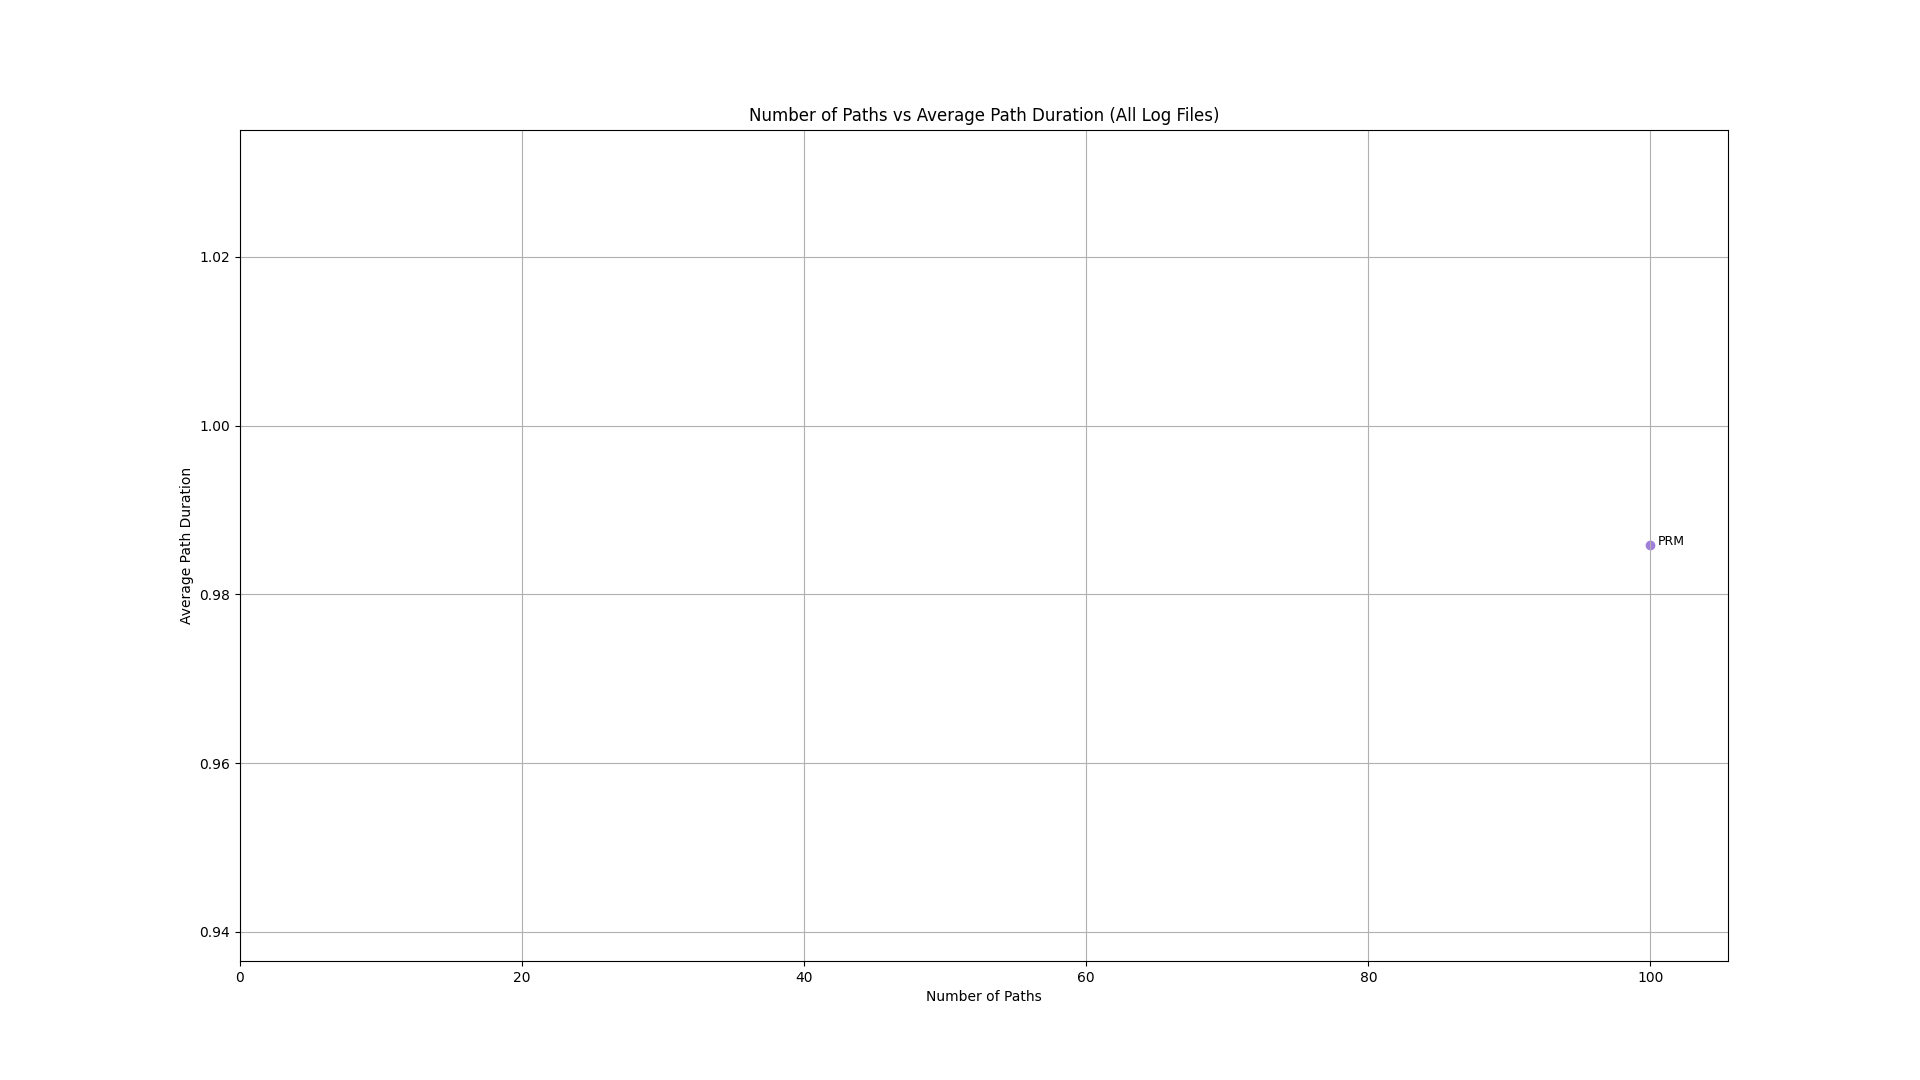 Number of Paths vs Average Path Duration (All Log Files)
1.02
1.00
0.98
0.96
0.94
Average Path Duration
PRM
0 20 40 60 80 100
Number of Paths